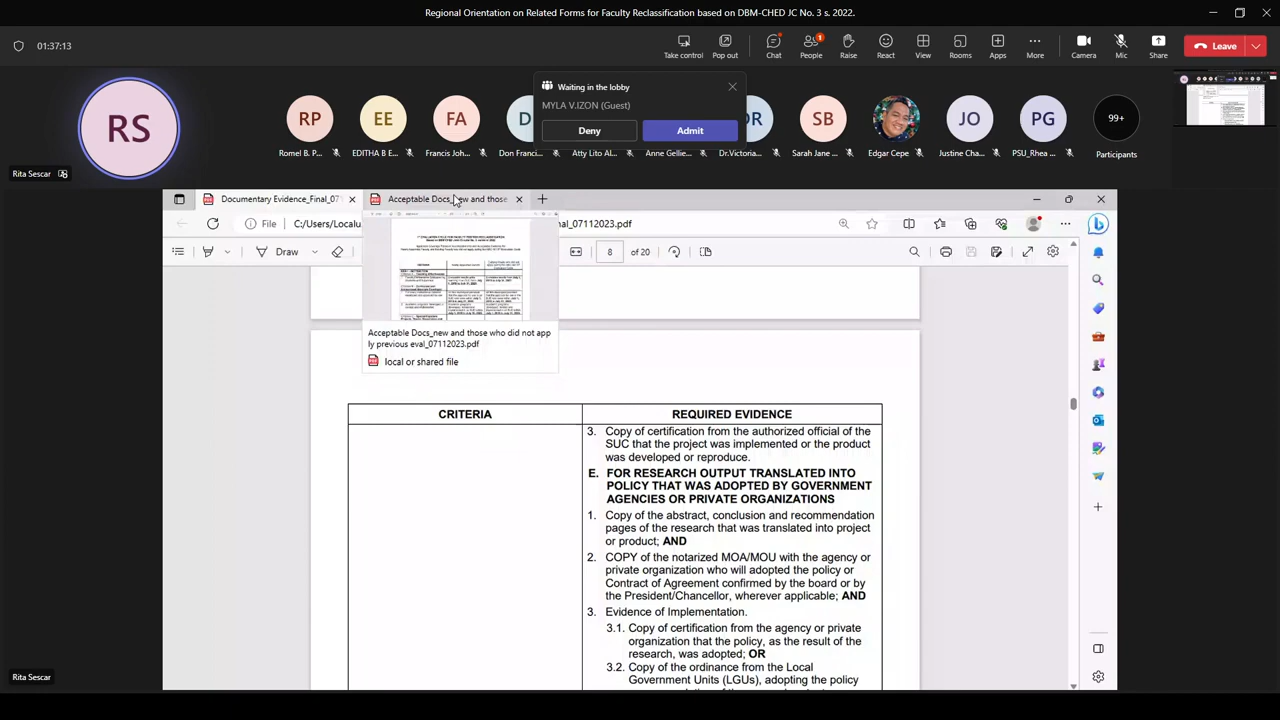 Regional Orientation on Related Forms for Faculty Reclassification based on DBM-CHED JC No. 3 s. 2022.
01:37:13
Take control
Pop out
Chat
1
People
Raise
React
View
Rooms
Apps
More
Camera
Mic
Share
Leave
Waiting in the lobby
MYLA V.IZON (Guest)
Deny
Admit
RS
RP
EE
FA
SB
JO
PG
99+
Romel B. P...
EDITHA B E...
Francis Joh...
Don Franci...
Atty Lito Al...
Anne Gellie...
Dr.Victoria...
Sarah Jane ...
Edgar Cepe
Justine Cha...
PSU_Rhea ...
Participants
Rita Sescar
Documentary Evidence_Final_071
Acceptable Docs_new and those
File
C:/Users/Localu
nal_07112023.pdf
Draw
8
of 20
Acceptable Docs_new and those who did not app
ly previous eval_07112023.pdf
local or shared file
CRITERIA
REQUIRED EVIDENCE
3. Copy of certification from the authorized official of the
SUC that the project was implemented or the product
was developed or reproduce.
E. FOR RESEARCH OUTPUT TRANSLATED INTO
POLICY THAT WAS ADOPTED BY GOVERNMENT
AGENCIES OR PRIVATE ORGANIZATIONS
1. Copy of the abstract, conclusion and recommendation
pages of the research that was translated into project
or product; AND
2. COPY of the notarized MOA/MOU with the agency or
private organization who will adopted the policy or
Contract of Agreement confirmed by the board or by
the President/Chancellor, wherever applicable; AND
3. Evidence of Implementation.
3.1. Copy of certification from the agency or private
organization that the policy, as the result of the
research, was adopted; OR
3.2. Copy of the ordinance from the Local
Government Units (LGUs), adopting the policy
Rita Sescar